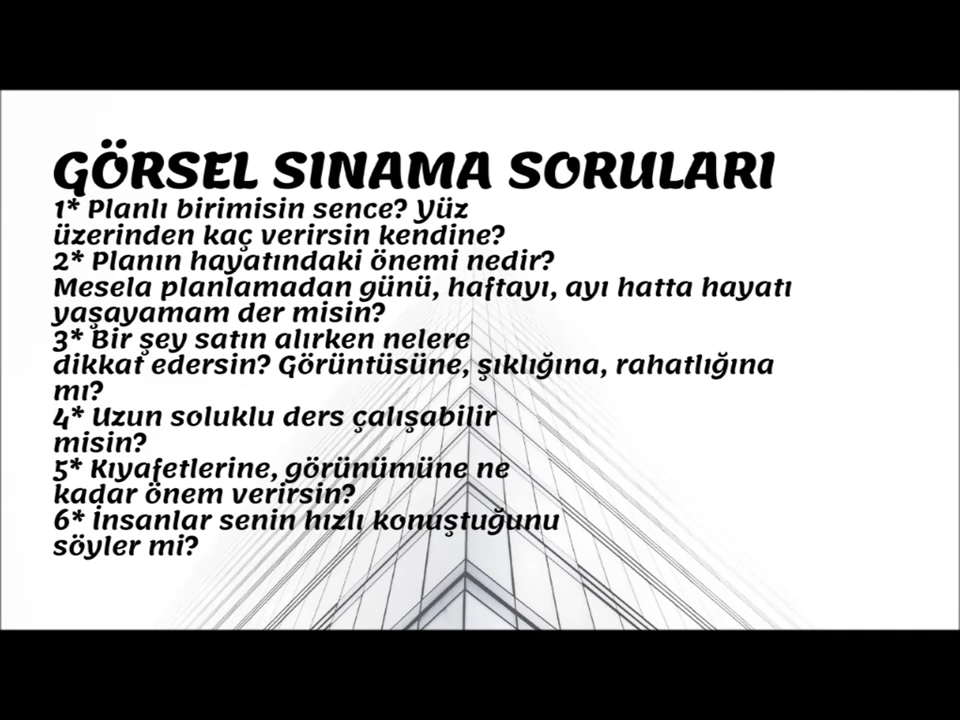 GÖRSEL SINAMA SORULARI
1* Planlı birimisin sence? Yüz
üzerinden kaç verirsin kendine?
2* Planın hayatındaki önemi nedir?
Mesela planlamadan günü, haftayı, ayı hatta hayatı
yaşayamam der misin?
3* Bir şey satın alırken nelere
dikkat edersin? Görüntüsüne, şıklığına, rahatlığına
mı?
4* Uzun soluklu ders çalışabilir
misin?
5* Kıyafetlerine, görünümüne ne
kadar önem verirsin?
6* İnsanlar senin hızlı konuştuğunu
söyler mi?